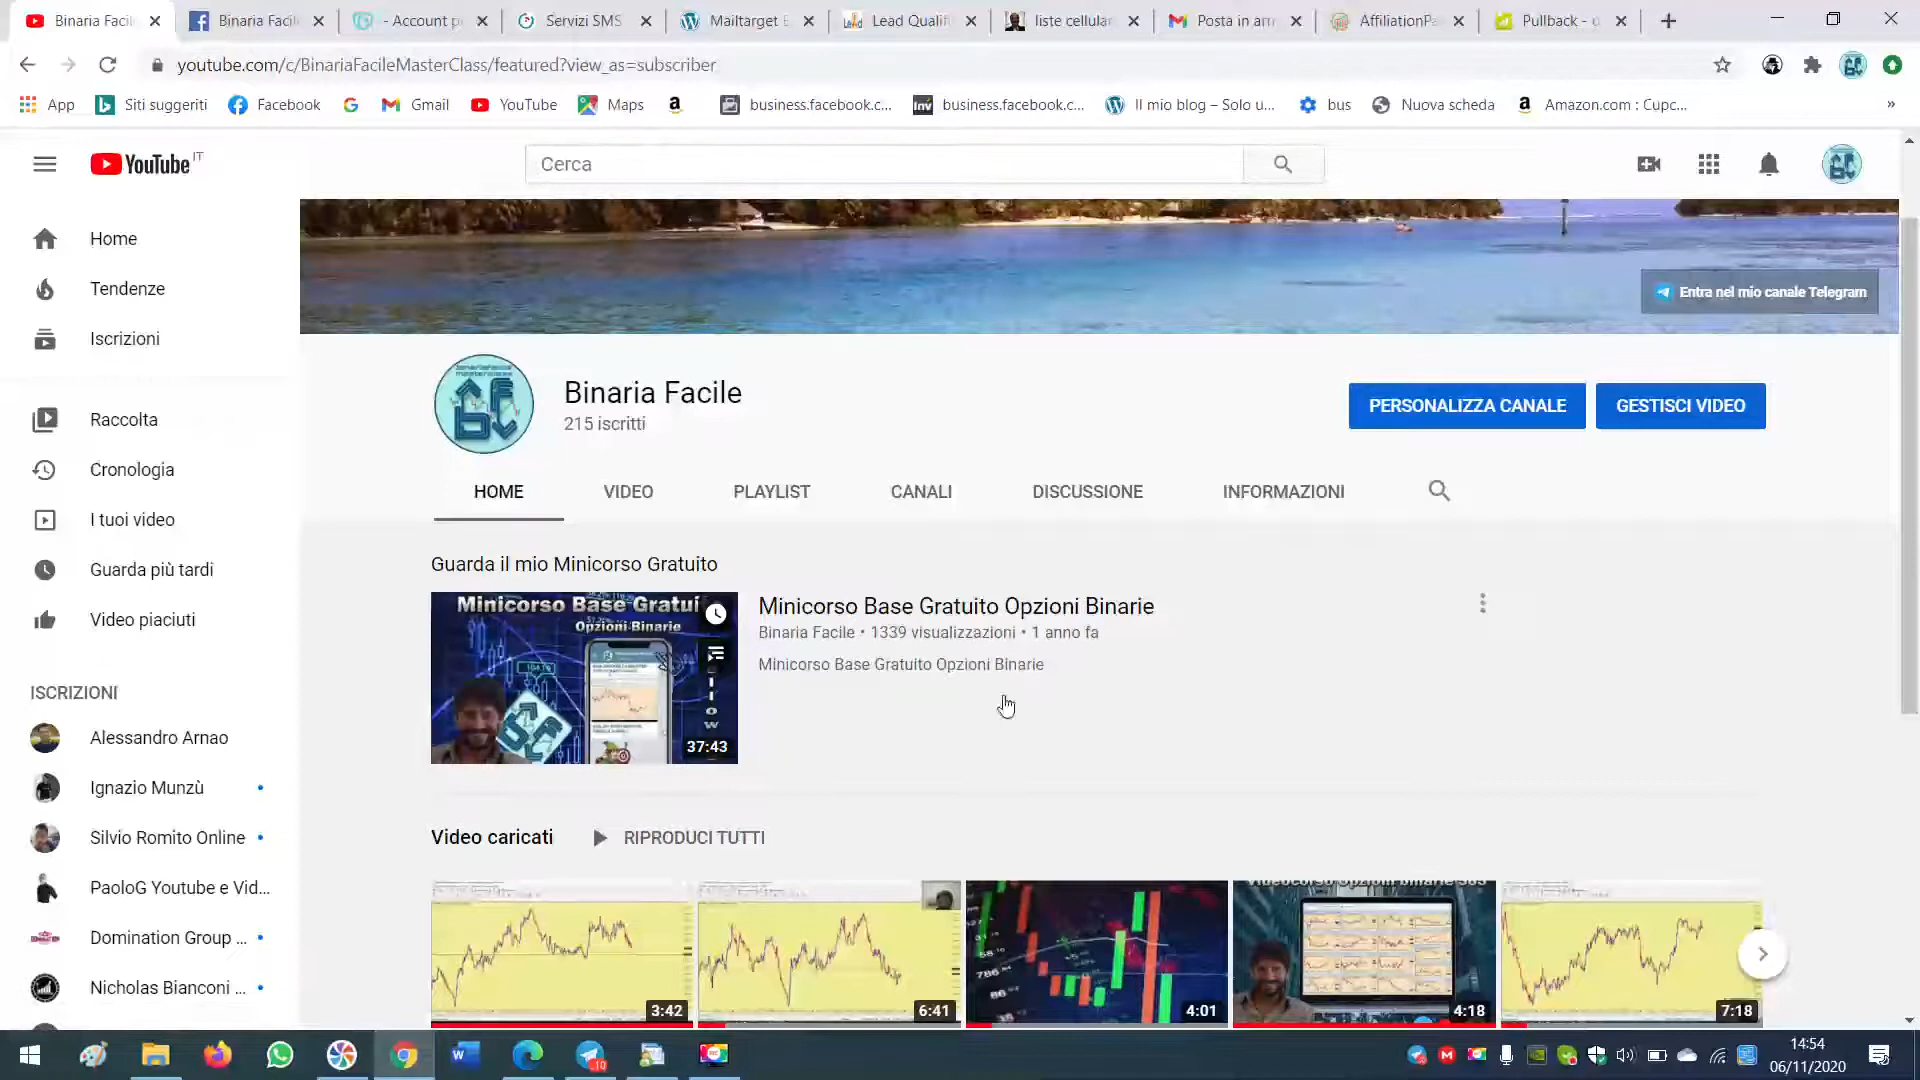 Binaria Facil
Binaria Facil
- Account p
Servizi SMS
Mailtarget E
Lead Qualif
liste cellular
Posta in arri
AffiliationPa
Pullback - o
youtube.com/c/BinariaFacileMasterClass/featured?view_as=subscriber
App
Siti suggeriti
Facebook
Gmail
YouTube
Maps
business.facebook.c...
business.facebook.c...
Il mio blog – Solo u...
bus
Nuova scheda
Amazon.com : Cupc...
»
YouTube IT
Cerca
Home
Tendenze
Iscrizioni
Raccolta
Cronologia
I tuoi video
Guarda più tardi
Video piaciuti
ISCRIZIONI
Alessandro Arnao
Ignazio Munzù
Silvio Romito Online
PaoloG Youtube e Vid...
Domination Group ...
Nicholas Bianconi ...
Entra nel mio canale Telegram
Binaria Facile
215 iscritti
PERSONALIZZA CANALE
GESTISCI VIDEO
HOME
VIDEO
PLAYLIST
CANALI
DISCUSSIONE
INFORMAZIONI
Guarda il mio Minicorso Gratuito
Minicorso Base Gratui
Opzioni Binarie
37:43
Minicorso Base Gratuito Opzioni Binarie
Binaria Facile • 1339 visualizzazioni • 1 anno fa
Minicorso Base Gratuito Opzioni Binarie
Video caricati
RIPRODUCI TUTTI
3:42
6:41
4:01
4:18
7:18
14:54
06/11/2020